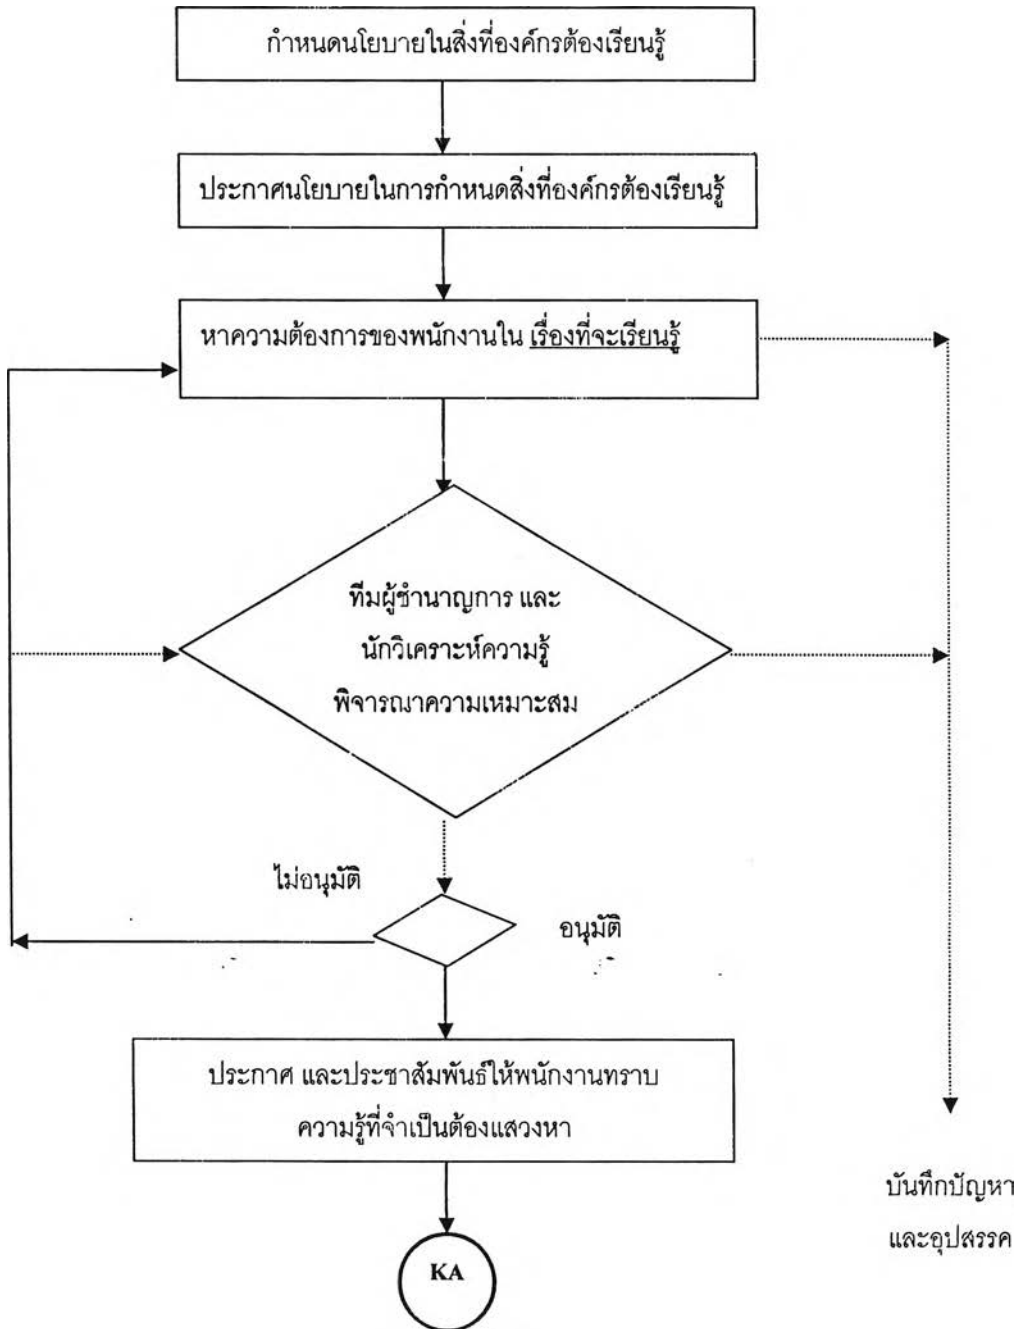 กำหนดนโยบายในสิ่งที่องค์กรต้องเรียนรู้
ประกาศนโยบายในการกำหนดสิ่งที่องค์กรต้องเรียนรู้
หาความต้องการของพนักงานใน เรื่องที่จะเรียนรู้
ทีมผู้ชำนาญการ และ
นักวิเคราะห์ความรู้
พิจารณาความเหมาะสม
ไม่อนุมัติ
อนุมัติ
ประกาศ และประชาสัมพันธ์ให้พนักงานทราบ
ความรู้ที่จำเป็นต้องแสวงหา
บันทึกปัญหา
และอุปสรรค
KA